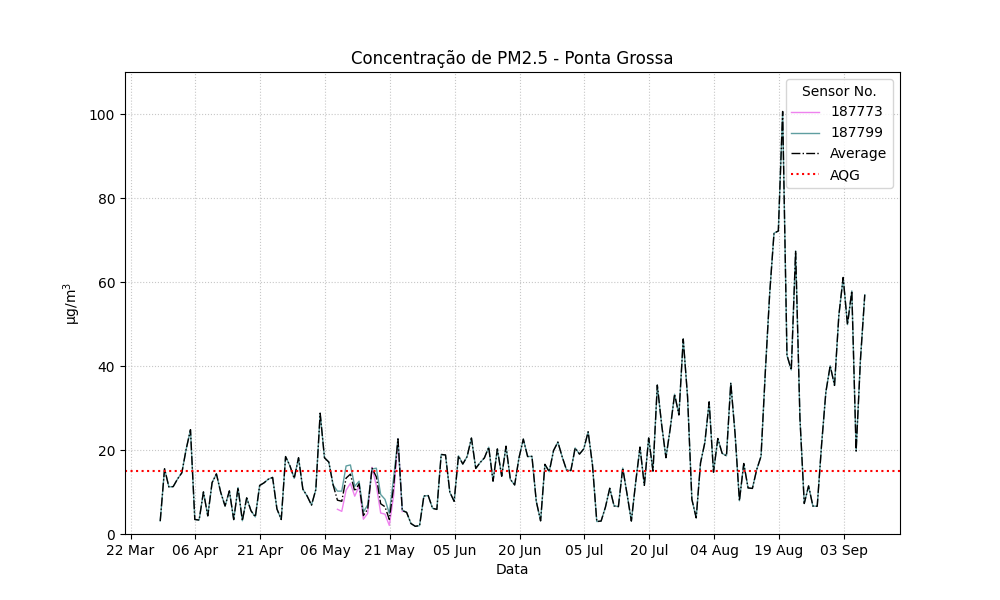 Concentração de PM2.5 - Ponta Grossa
Sensor No.
187773
187799
Average
AQG
100
80
60
40
20
0
µg/m³
22 Mar
06 Apr
21 Apr
06 May
21 May
05 Jun
20 Jun
05 Jul
20 Jul
04 Aug
19 Aug
03 Sep
Data